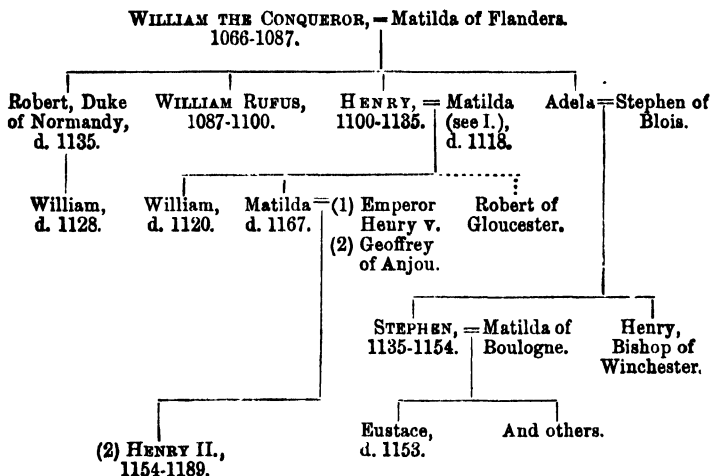 WILLIAM THE CONQUEROR, = Matilda of Flanders.
1066-1087.
Robert, Duke of Normandy, d. 1135.
WILLIAM RUFUS, 1087-1100.
HENRY, 1100-1135. = Matilda (see I.), d. 1118.
Adela = Stephen of Blois.
William, d. 1128.
William, d. 1120.
Matilda d. 1167. = (1) Emperor Henry V. (2) Geoffrey of Anjou.
Robert of Gloucester.
STEPHEN, 1135-1154. = Matilda of Boulogne.
Henry, Bishop of Winchester.
(2) HENRY II., 1154-1189.
Eustace, d. 1153.
And others.